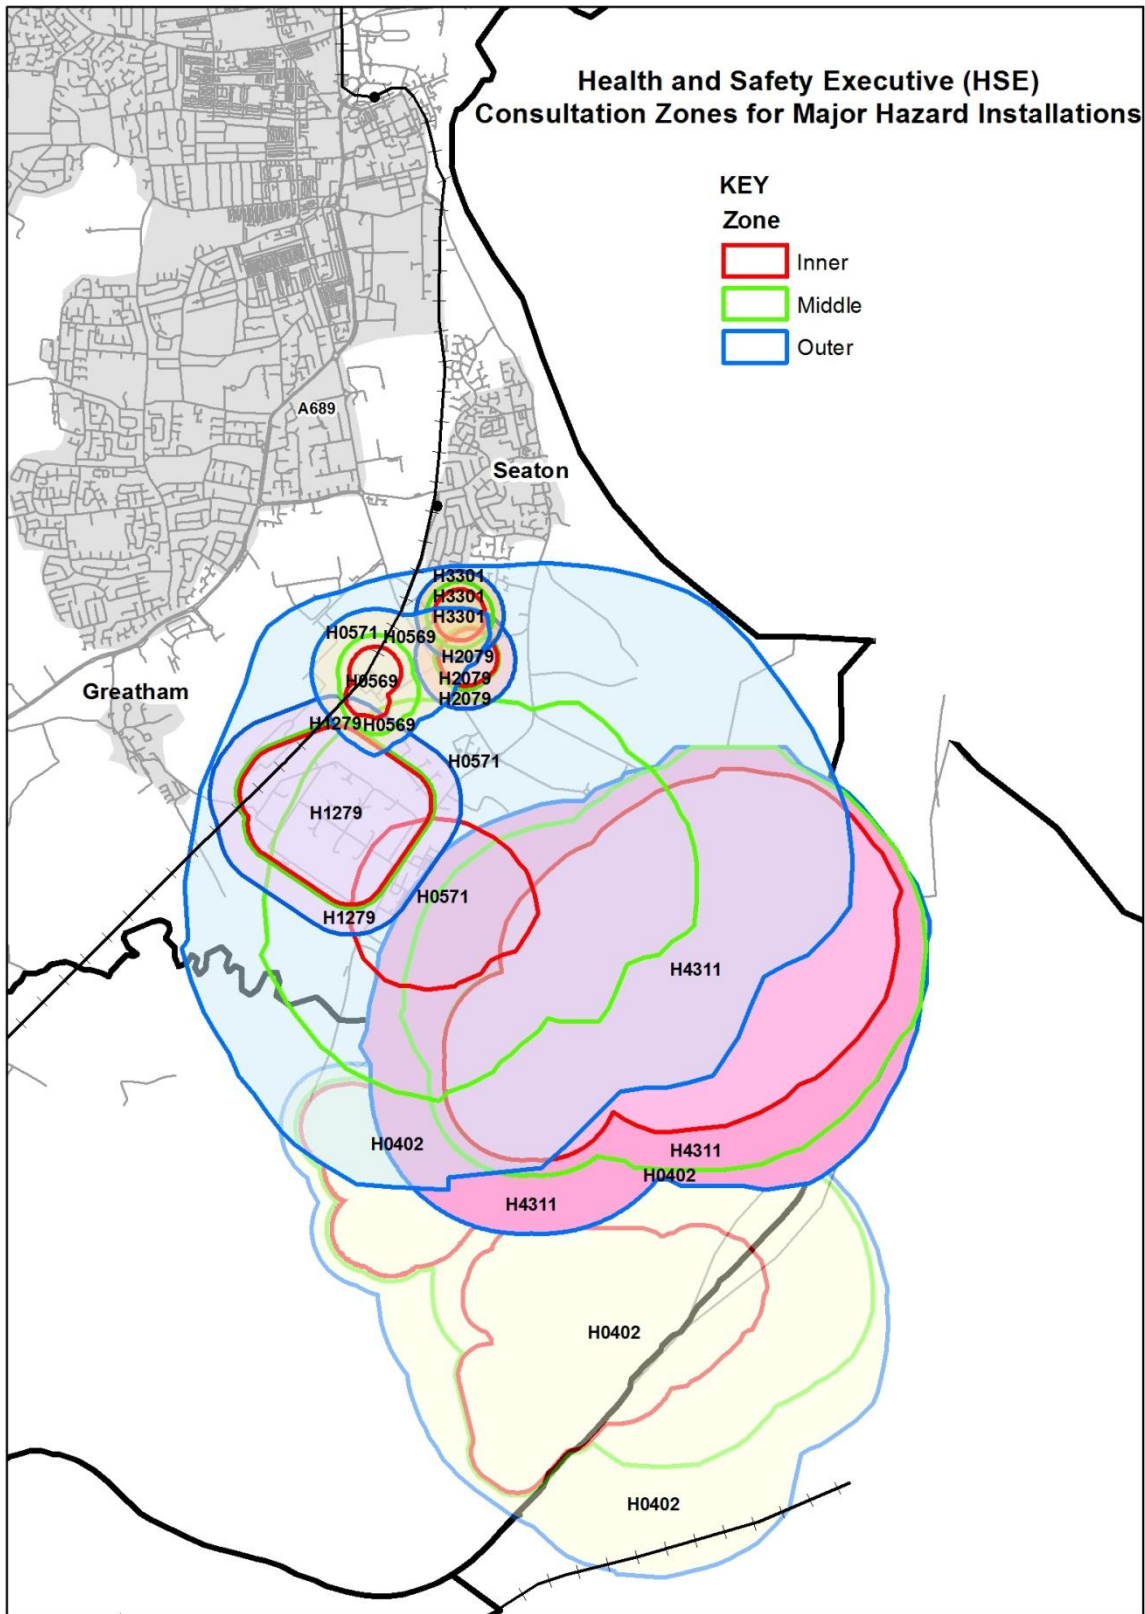 Health and Safety Executive (HSE)
Consultation Zones for Major Hazard Installations
KEY
Zone
Inner
Middle
Outer
A689
Seaton
H3301
H3301
H3301
H0571
H0569
H2079
H0569
H2079
Greatham
H2079
H1279
H0569
H0571
H1279
H0571
H1279
H4311
H0402
H4311
H0402
H4311
H0402
H0402